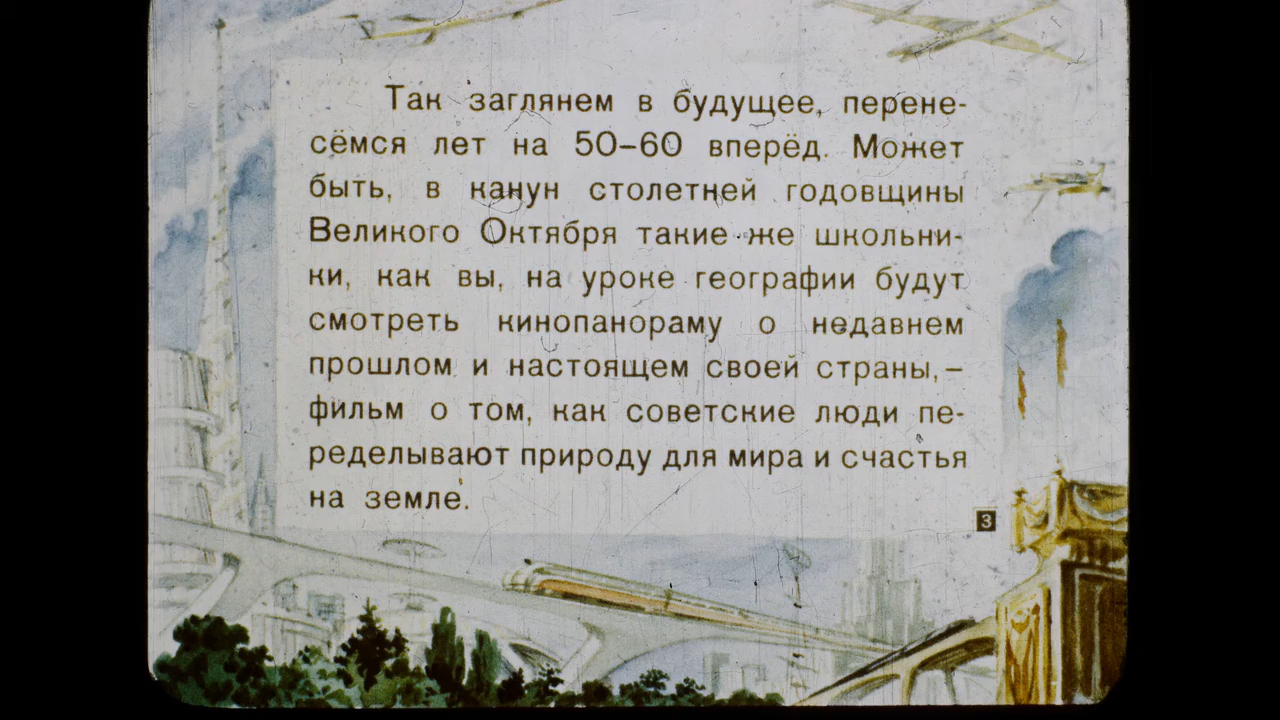 Так заглянем в будущее, перене-
сёмся лет на 50–60 вперёд. Может
быть, в канун столетней годовщины
Великого Октября такие же школьни-
ки, как вы, на уроке географии будут
смотреть кинопанораму о недавнем
прошлом и настоящем своей страны,–
фильм о том, как советские люди пе-
ределывают природу для мира и счастья
на земле.
3